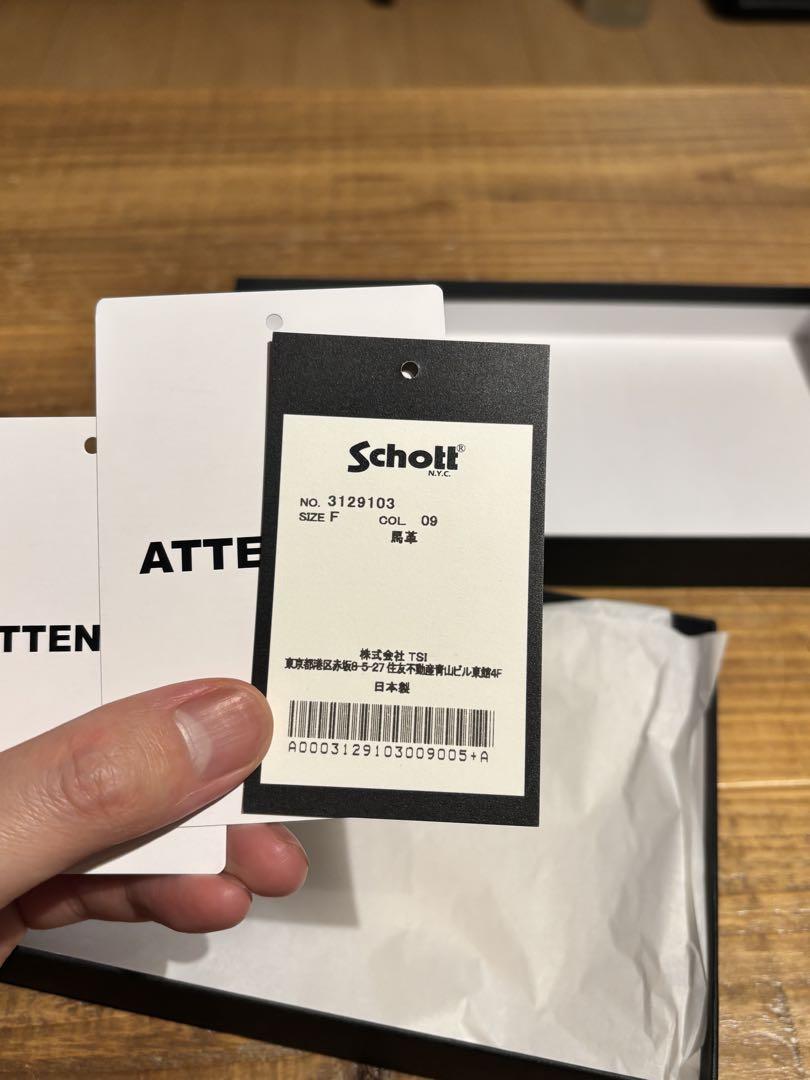 TTEN
ATTE
Schott®
N.Y.C.
NO. 3129103
SIZE F COL. 09
馬革
株式会社 TSI
東京都港区赤坂8-5-27 住友不動産青山ビル東館4F
日本製
A0003129103009005+A